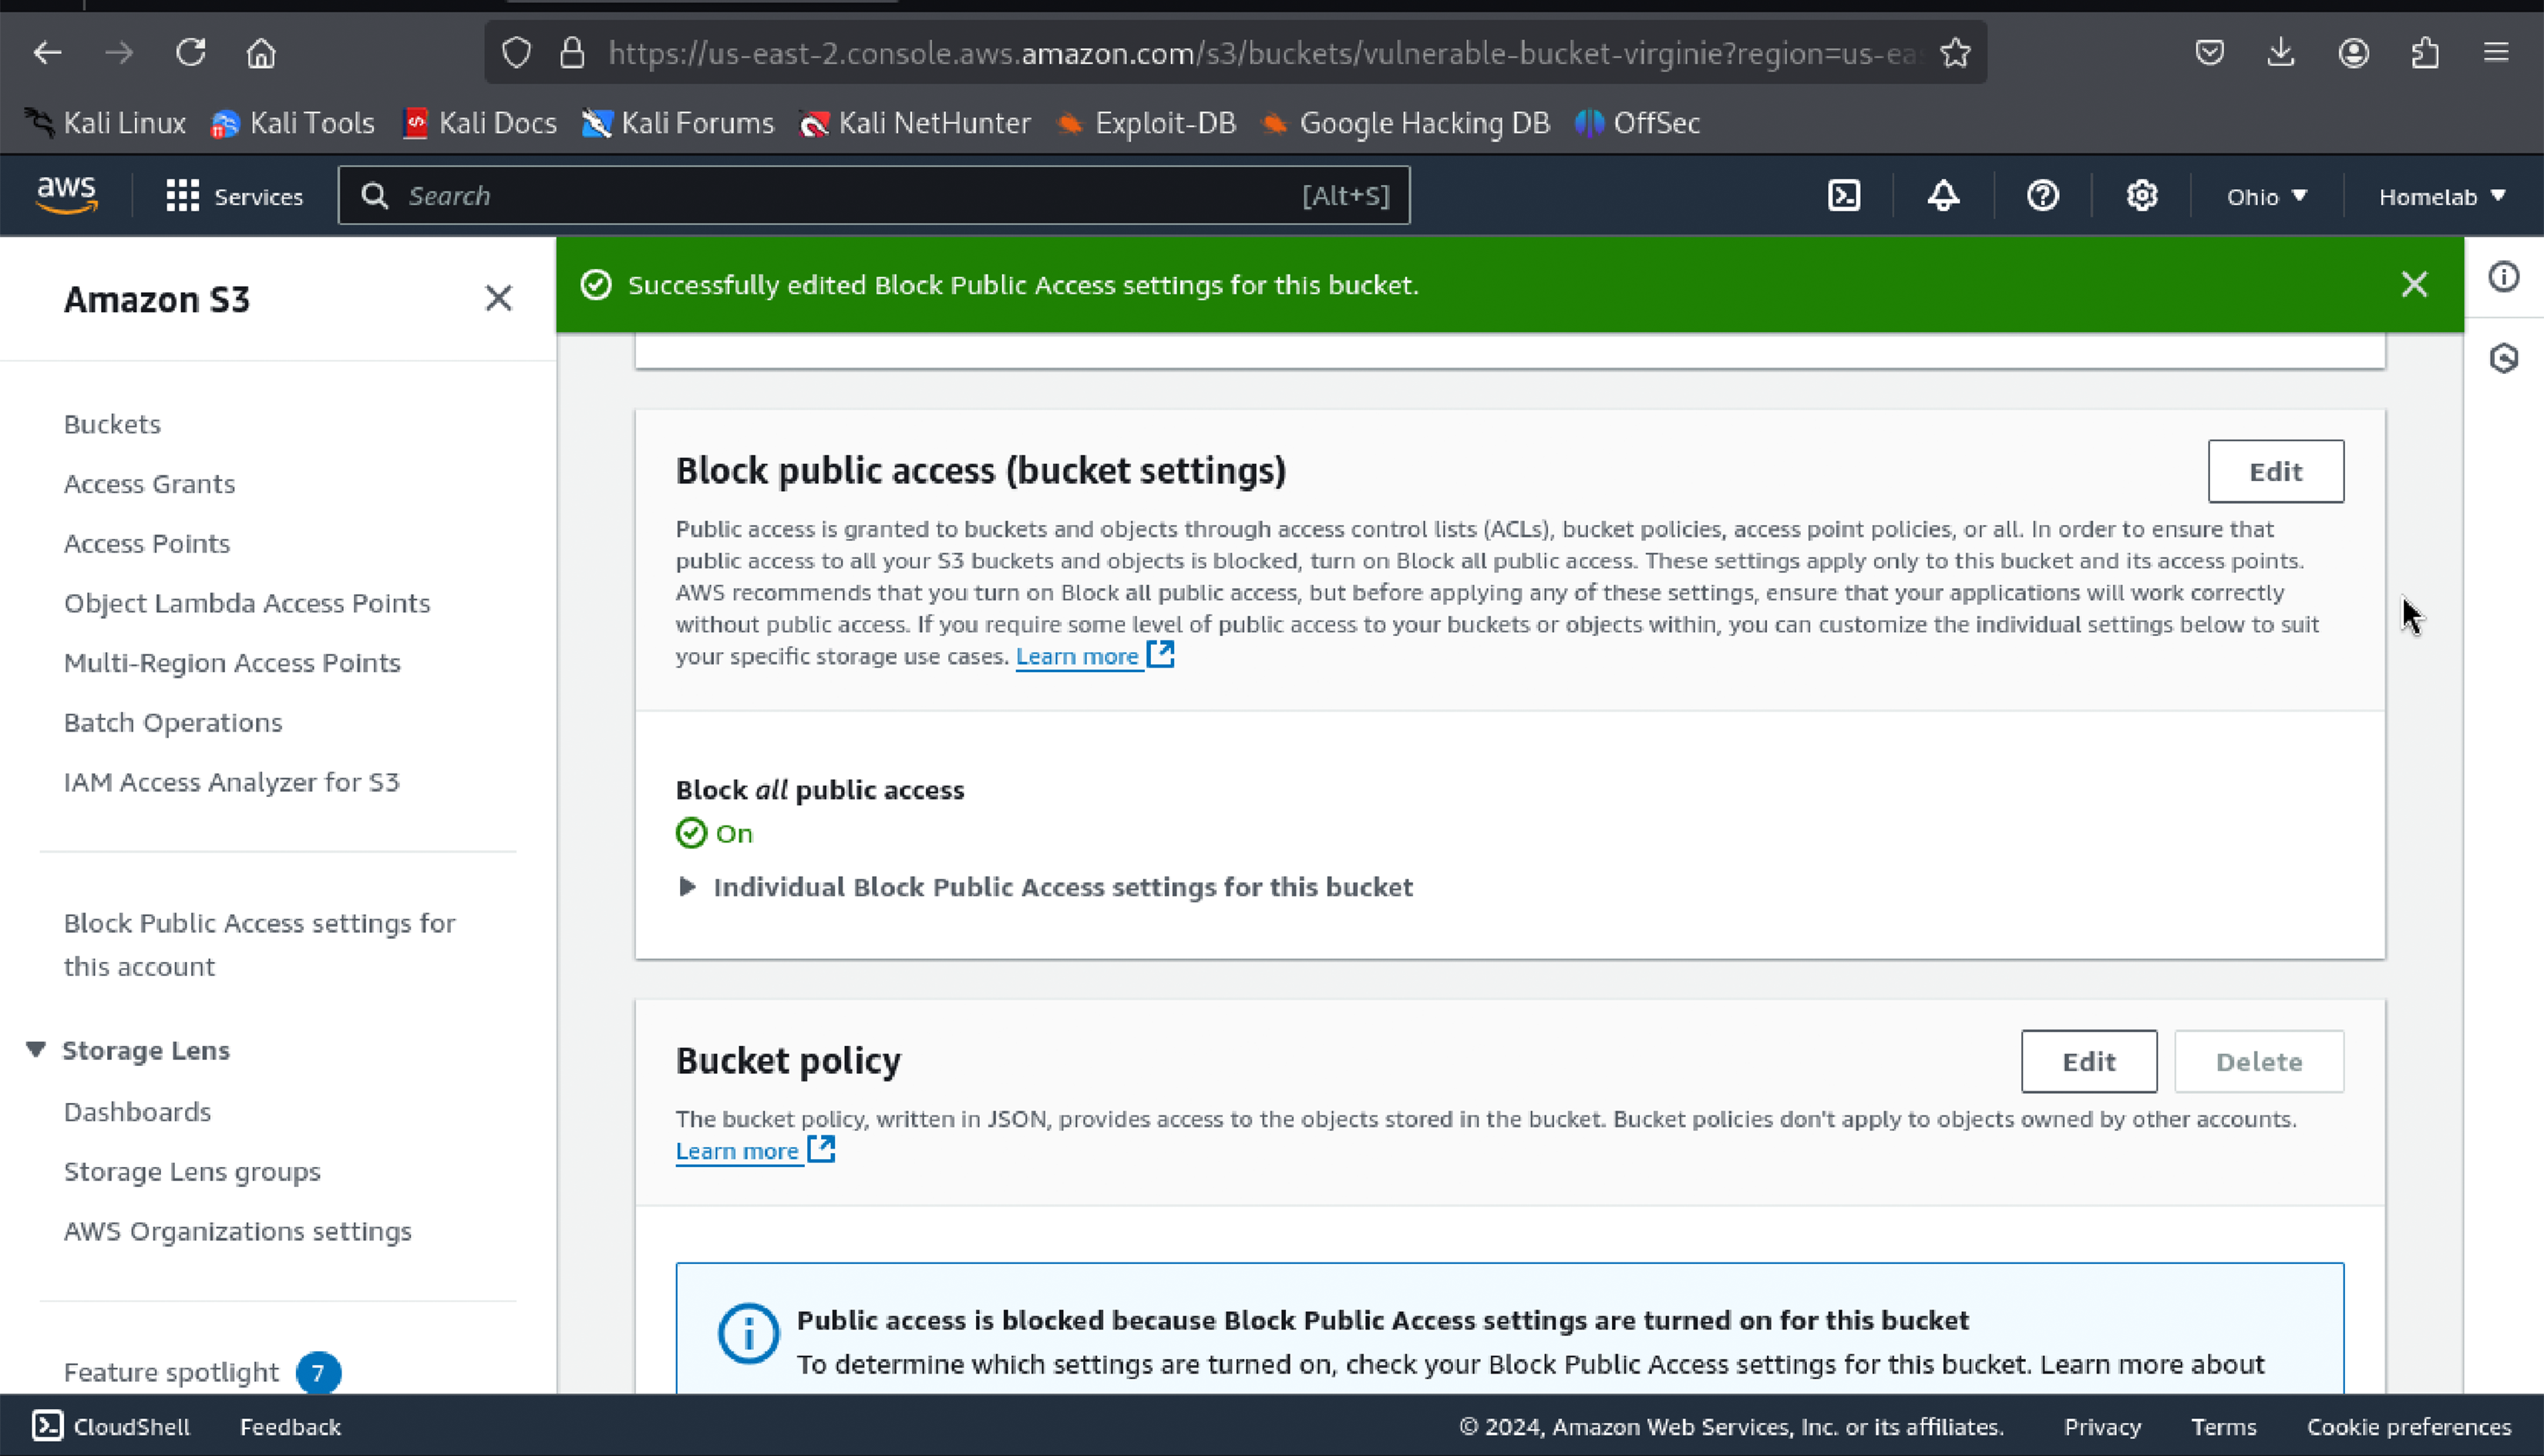 https://us-east-2.console.aws.amazon.com/s3/buckets/vulnerable-bucket-virginie?region=us-ea
Kali Linux Kali Tools Kali Docs Kali Forums Kali NetHunter Exploit-DB Google Hacking DB OffSec
aws Services Search [Alt+S] Ohio Homelab
Amazon S3
Buckets
Access Grants
Access Points
Object Lambda Access Points
Multi-Region Access Points
Batch Operations
IAM Access Analyzer for S3
Block Public Access settings for
this account
Storage Lens
Dashboards
Storage Lens groups
AWS Organizations settings
Feature spotlight 7
Successfully edited Block Public Access settings for this bucket.
Block public access (bucket settings)
Edit
Public access is granted to buckets and objects through access control lists (ACLs), bucket policies, access point policies, or all. In order to ensure that
public access to all your S3 buckets and objects is blocked, turn on Block all public access. These settings apply only to this bucket and its access points.
AWS recommends that you turn on Block all public access, but before applying any of these settings, ensure that your applications will work correctly
without public access. If you require some level of public access to your buckets or objects within, you can customize the individual settings below to suit
your specific storage use cases. Learn more
Block all public access
On
Individual Block Public Access settings for this bucket
Bucket policy
Edit Delete
The bucket policy, written in JSON, provides access to the objects stored in the bucket. Bucket policies don't apply to objects owned by other accounts.
Learn more
Public access is blocked because Block Public Access settings are turned on for this bucket
To determine which settings are turned on, check your Block Public Access settings for this bucket. Learn more about
CloudShell Feedback © 2024, Amazon Web Services, Inc. or its affiliates. Privacy Terms Cookie preferences